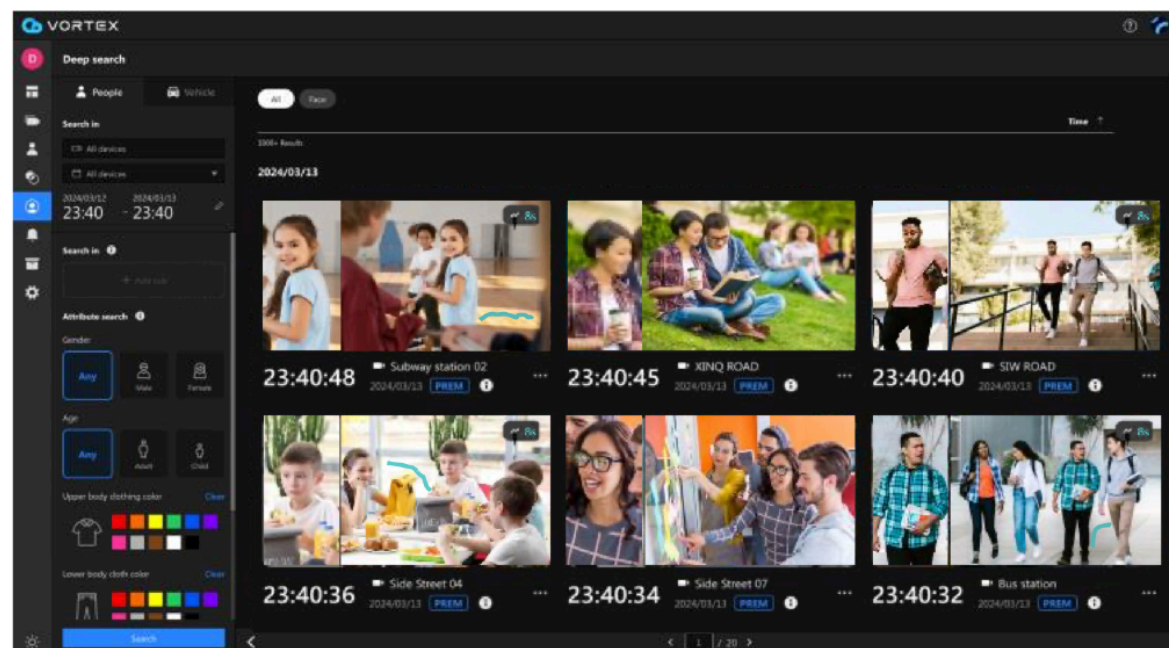 VORTEX
D
Deep search
People
Vehicle
Search in
All devices
All devices
2024/03/12
2024/03/13
23:40 - 23:40
Search in
+ Add rule
Attribute search
Gender
Any
Male
Female
Age
Any
Adult
Child
Upper body clothing color
Clear
Lower body cloth color
Clear
Search
All
Face
Time ↑
1000+ Results
2024/03/13
8s
8s
23:40:48
Subway station 02
2024/03/13 PREM
23:40:45
XINQ ROAD
2024/03/13 PREM
23:40:40
SIW ROAD
2024/03/13 PREM
8s
8s
23:40:36
Side Street 04
2024/03/13 PREM
23:40:34
Side Street 07
2024/03/13 PREM
23:40:32
Bus station
2024/03/13 PREM
< 1 / 20 >